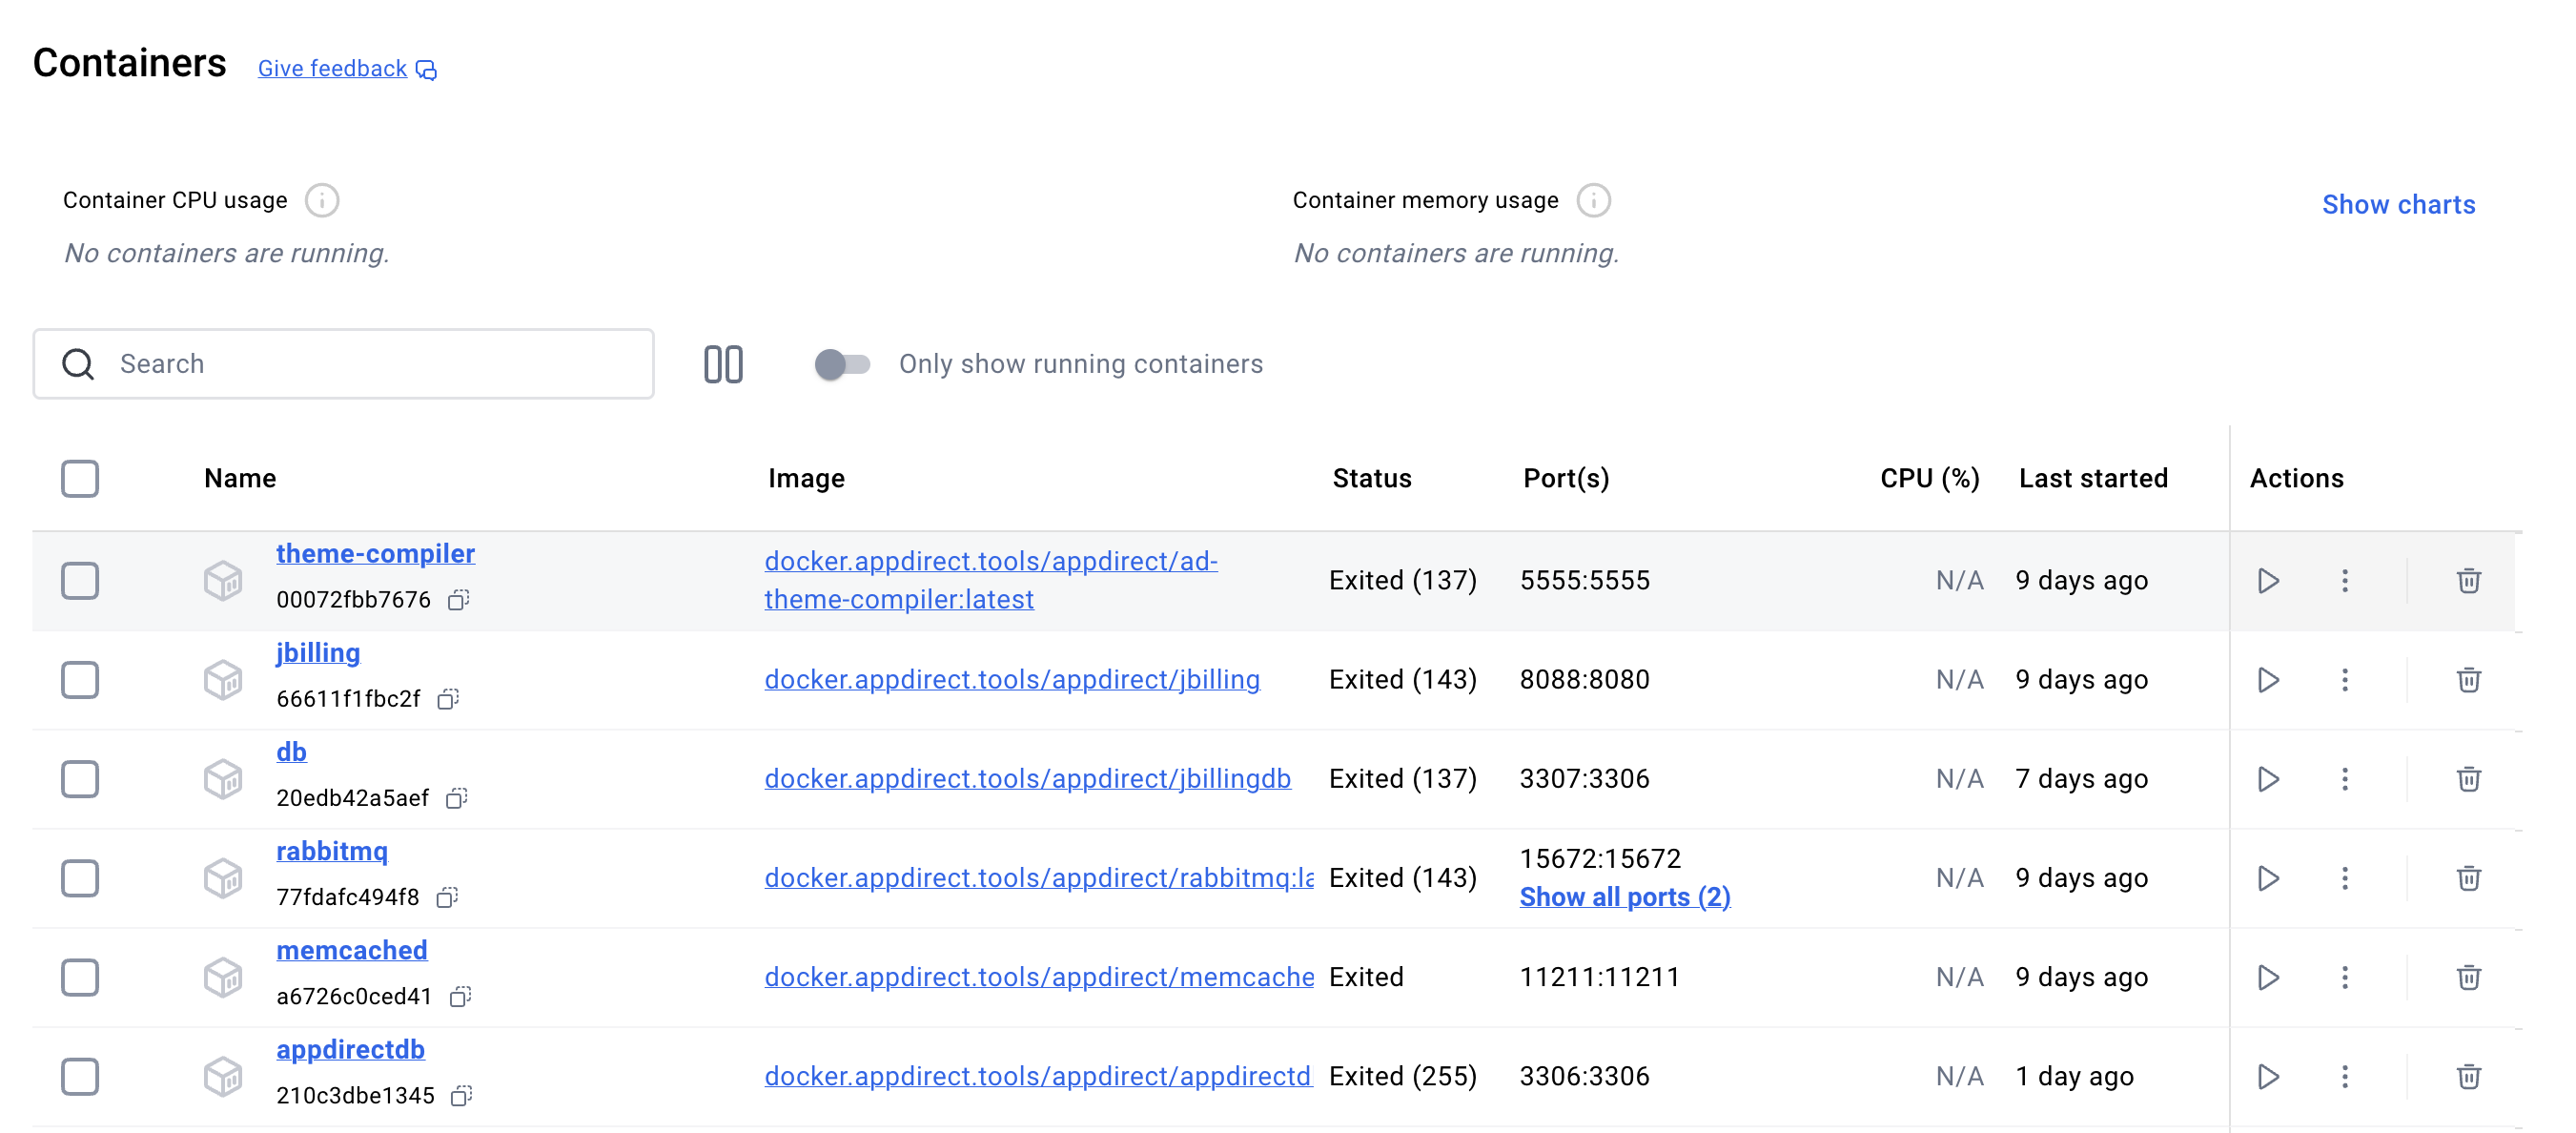 Containers Give feedback
Container CPU usage
No containers are running.
Container memory usage
No containers are running.
Show charts
Search
Only show running containers
Name Image Status Port(s) CPU (%) Last started Actions
theme-compiler
00072fbb7676
docker.appdirect.tools/appdirect/ad-
theme-compiler:latest
Exited (137) 5555:5555 N/A 9 days ago
jbilling
66611f1fbc2f
docker.appdirect.tools/appdirect/jbilling Exited (143) 8088:8080 N/A 9 days ago
db
20edb42a5aef
docker.appdirect.tools/appdirect/jbillingdb Exited (137) 3307:3306 N/A 7 days ago
rabbitmq
77fdafc494f8
docker.appdirect.tools/appdirect/rabbitmq:la Exited (143) 15672:15672
Show all ports (2)
N/A 9 days ago
memcached
a6726c0ced41
docker.appdirect.tools/appdirect/memcache Exited 11211:11211 N/A 9 days ago
appdirectdb
210c3dbe1345
docker.appdirect.tools/appdirect/appdirectd Exited (255) 3306:3306 N/A 1 day ago